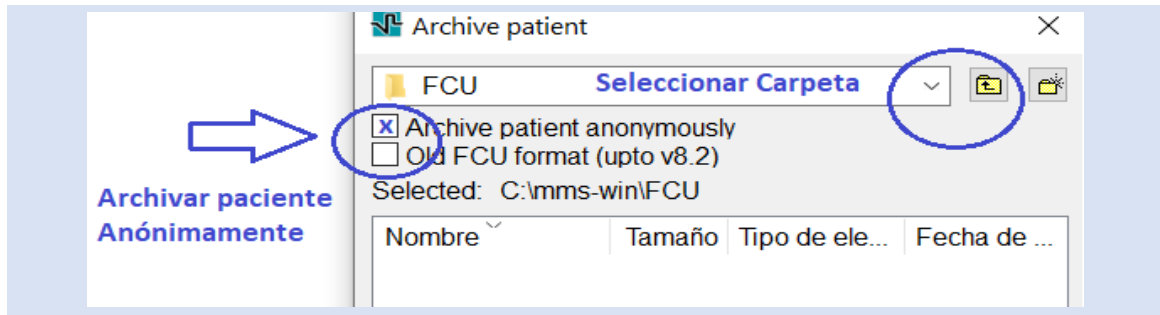 Archive patient
FCU Seleccionar Carpeta
x Archive patient anonymously
Old FCU format (upto v8.2)
Archivar paciente
Anónimamente
Selected: C:\mms-win\FCU
Nombre Tamaño Tipo de ele... Fecha de ...